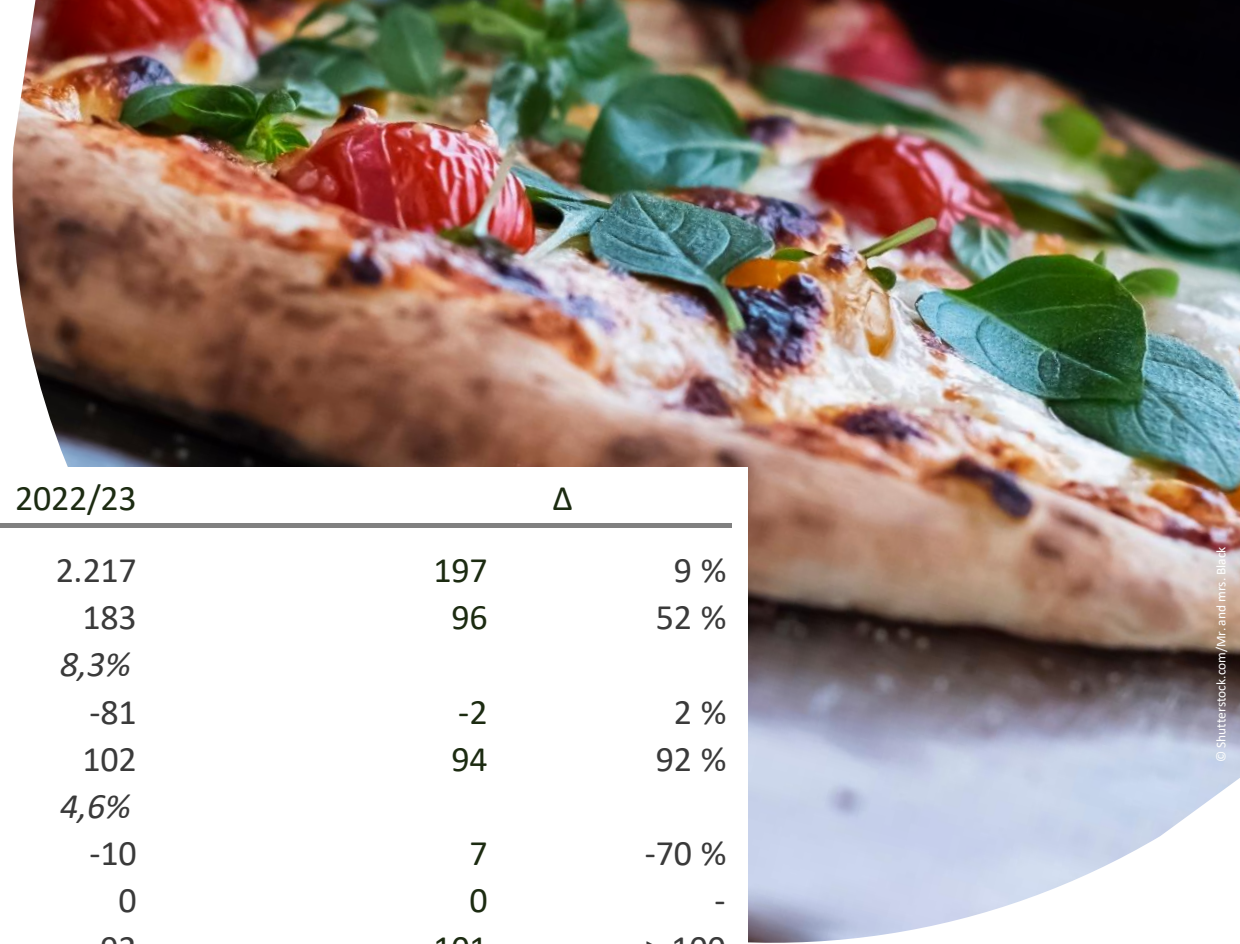 2022/23 Δ
2.217 197 9 %
183 96 52 %
8,3%
-81 -2 2 %
102 94 92 %
4,6%
-10 7 -70 %
0 0 -
© Shutterstock.com/Mr. and mrs. Black